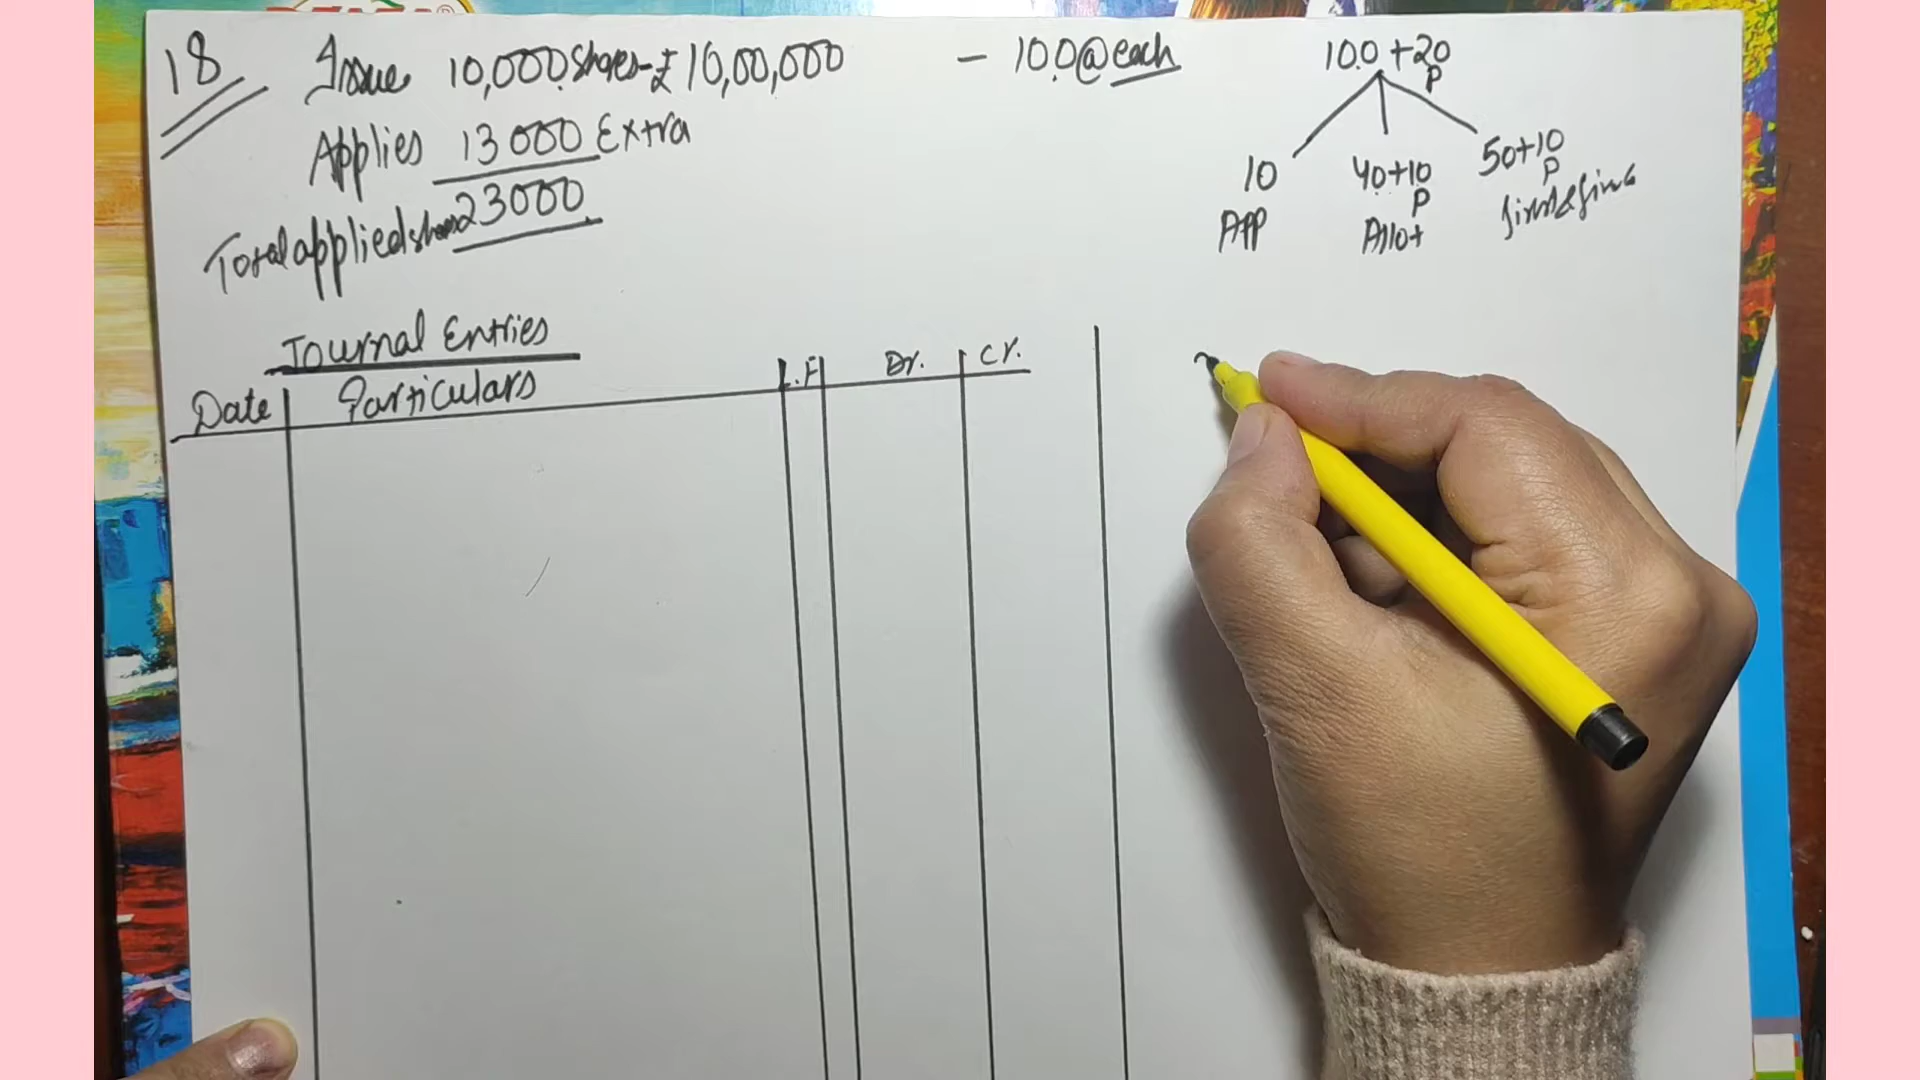 18
Issue 10,000 Shares - ₹ 10,00,000 - 100@each
Applies 13000 Extra
23000
Total applied shares
100 + 20
P
10
App
40+10
P
Allot
50+10
P
Journal Entries
Date Particulars L.F Dr. Cr.